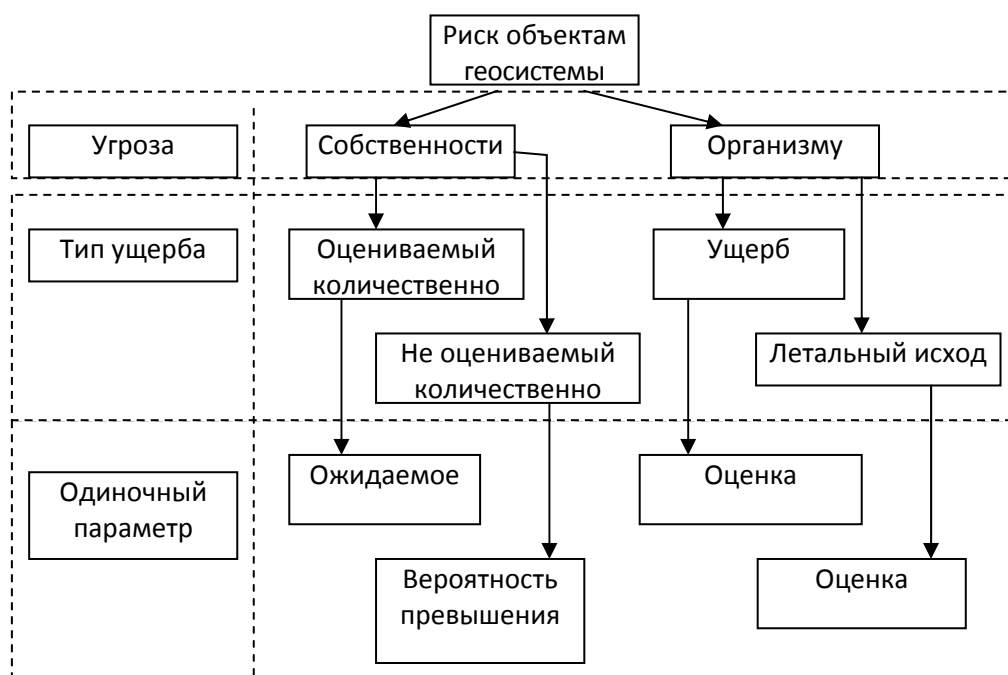 Риск объектам
геосистемы
Угроза
Собственности
Организму
Тип ущерба
Оцениваемый
количественно
Ущерб
Не оцениваемый
количественно
Летальный исход
Одиночный
параметр
Ожидаемое
Оценка
Вероятность
превышения
Оценка